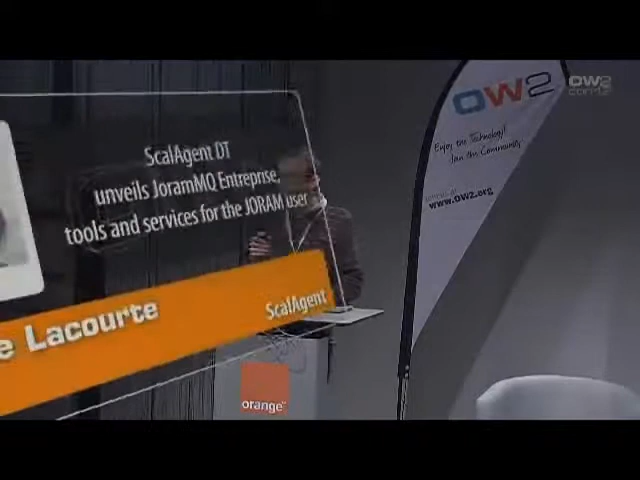 OW2
ScalAgent DT
unveils JoramMQ Entreprise,
tools and services for the JORAM user
e Lacourte
ScalAgent
orange™
OW2
Enjoy the Technology!
Join the Community
www.ow2.org